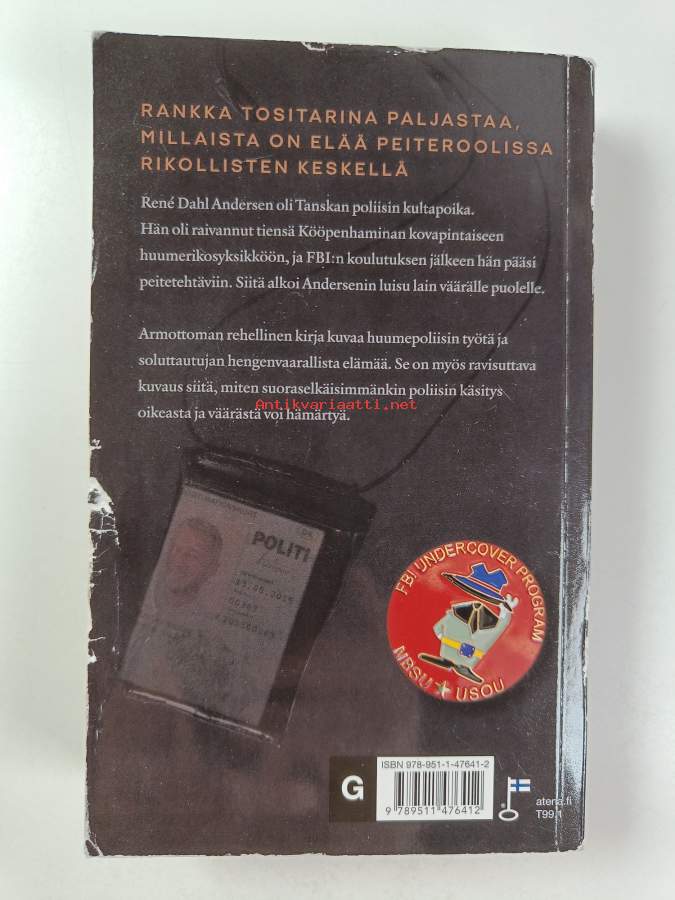 RANKKA TOSITARINA PALJASTAA,
MILLAISTA ON ELÄÄ PEITEROOLISSA
RIKOLLISTEN KESKELLÄ
René Dahl Andersen oli Tanskan poliisin kultapoika.
Hän oli raivannut tiensä Kööpenhaminan kovapintaiseen
huumerikosyksikköön, ja FBI:n koulutuksen jälkeen hän pääsi
peitetehtäviin. Siitä alkoi Andersenin luisu lain väärälle puolelle.
Armottoman rehellinen kirja kuvaa huumepoliisin työtä ja
soluttautujan hengenvaarallista elämää. Se on myös ravisuttava
kuvaus siitä, miten suoraselkäisimmänkin poliisin käsitys
Antikvariaatti.net
oikeasta ja väärästä voi hämärtyä.
POLITI
FBI UNDERCOVER PROGRAM
NBSU ★ USOU
ISBN 978-951-1-47641-2
G
9 789511 476412
atena.fi
T99.1